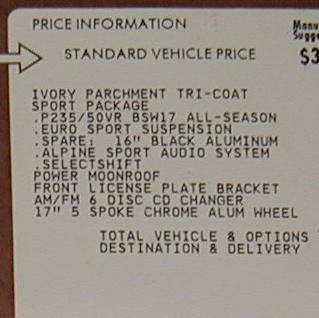 PRICE INFORMATION
Manu
Sugge
STANDARD VEHICLE PRICE $3
IVORY PARCHMENT TRI-COAT
SPORT PACKAGE
.P235/50VR BSW17 ALL-SEASON
.EURO SPORT SUSPENSION
.SPARE: 16" BLACK ALUMINUM
.ALPINE SPORT AUDIO SYSTEM
.SELECTSHIFT
POWER MOONROOF
FRONT LICENSE PLATE BRACKET
AM/FM 6 DISC CD CHANGER
17" 5 SPOKE CHROME ALUM WHEEL
TOTAL VEHICLE & OPTIONS
DESTINATION & DELIVERY